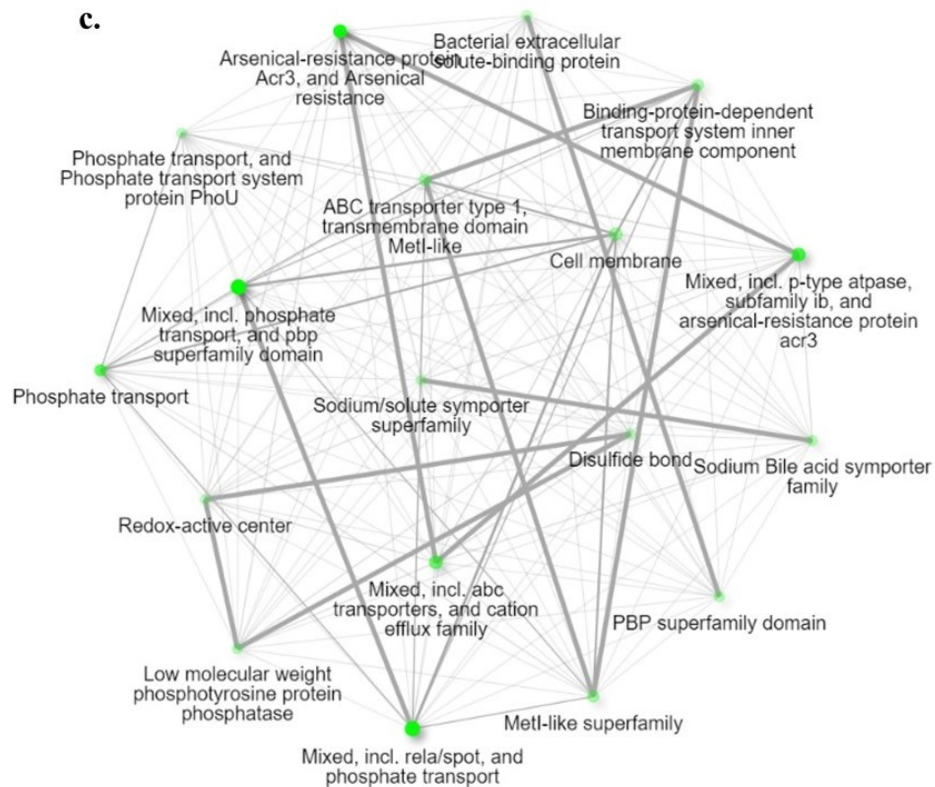 c.
Arsenical-resistance protein
Acr3, and Arsenical
resistance
Bacterial extracellular
solute-binding protein
Binding-protein-dependent
transport system inner
membrane component
Phosphate transport, and
Phosphate transport system
protein PhoU
ABC transporter type 1,
transmembrane domain
MetI-like
Cell membrane
Mixed, incl. p-type atpase,
subfamily ib, and
arsenical-resistance protein
acr3
Mixed, incl. phosphate
transport, and pbp
superfamily domain
Phosphate transport
Sodium/solute symporter
superfamily
Disulfide bond
Sodium Bile acid symporter
family
Redox-active center
Mixed, incl. abc
transporters, and cation
efflux family
PBP superfamily domain
Low molecular weight
phosphotyrosine protein
phosphatase
MetI-like superfamily
Mixed, incl. rela/spot, and
phosphate transport